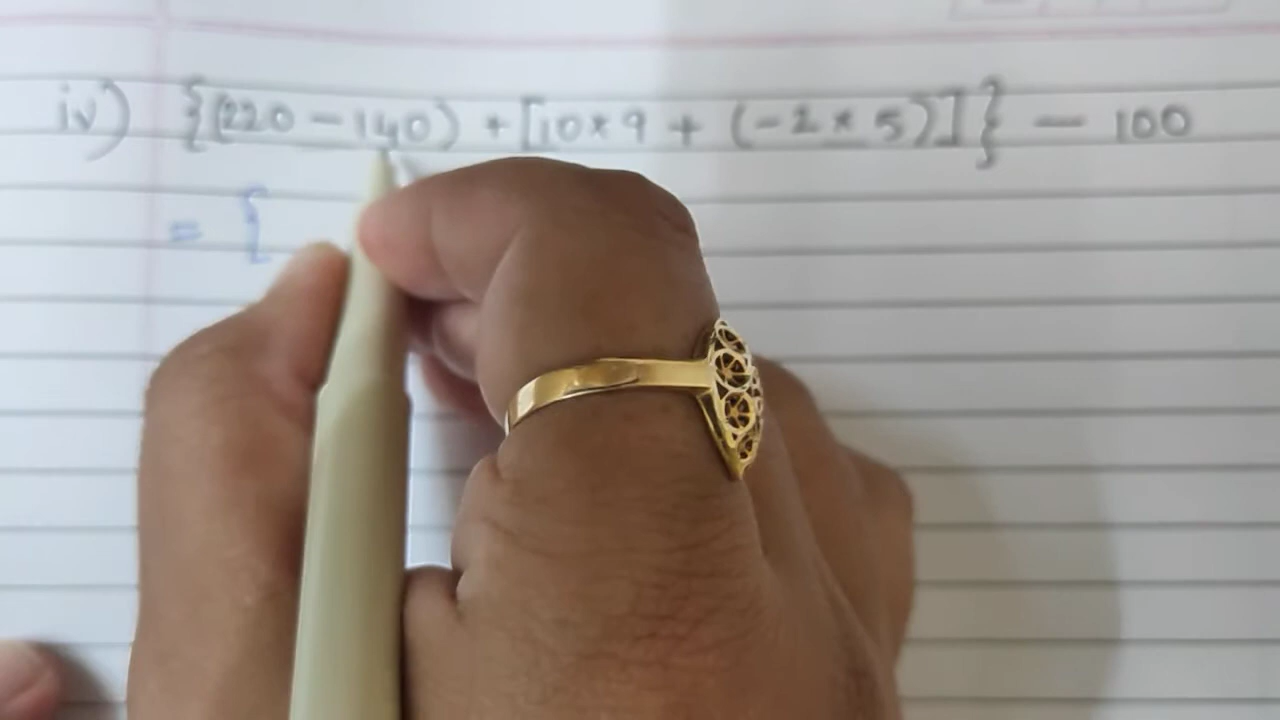 iv) {(220 - 140) + [10 × 9 + (-2 × 5)]} - 100
= {